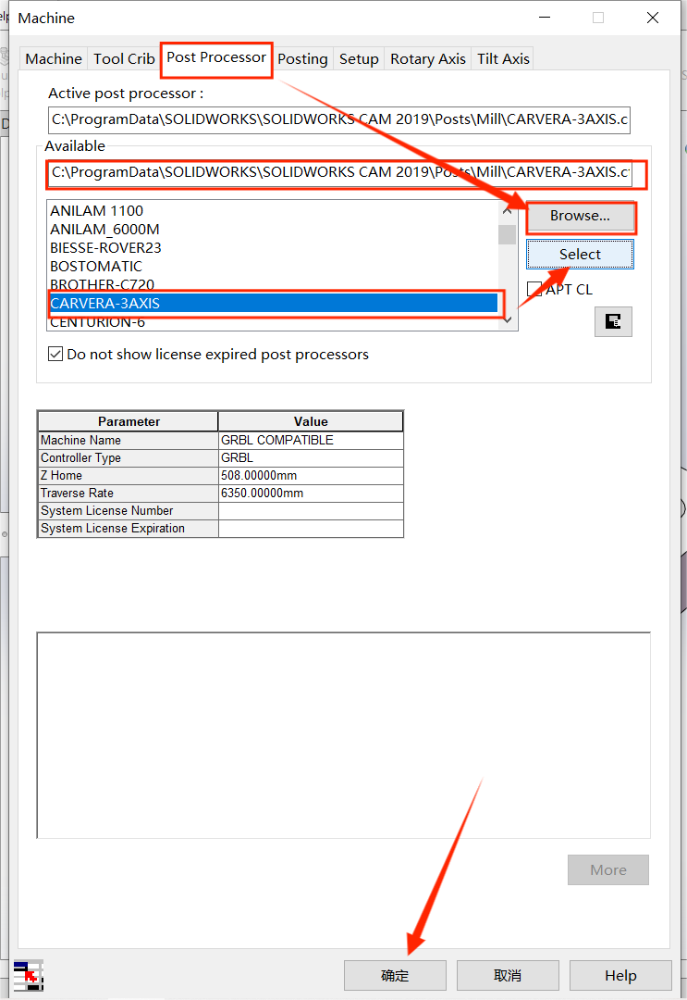 Machine
Machine Tool Crib Post Processor Posting Setup Rotary Axis Tilt Axis
Active post processor :
C:\ProgramData\SOLIDWORKS\SOLIDWORKS CAM 2019\Posts\Mill\CARVERA-3AXIS.c
Available
C:\ProgramData\SOLIDWORKS\SOLIDWORKS CAM 2019\Posts\Mill\CARVERA-3AXIS.c
ANILAM 1100
ANILAM_6000M
BIESSE-ROVER23
BOSTOMATIC
BROTHER-C720
CARVERA-3AXIS
CENTURION-6
Browse...
Select
APT CL
Do not show license expired post processors
Parameter Value
Machine Name GRBL COMPATIBLE
Controller Type GRBL
Z Home 508.00000mm
Traverse Rate 6350.00000mm
System License Number
System License Expiration
More
确定 取消 Help